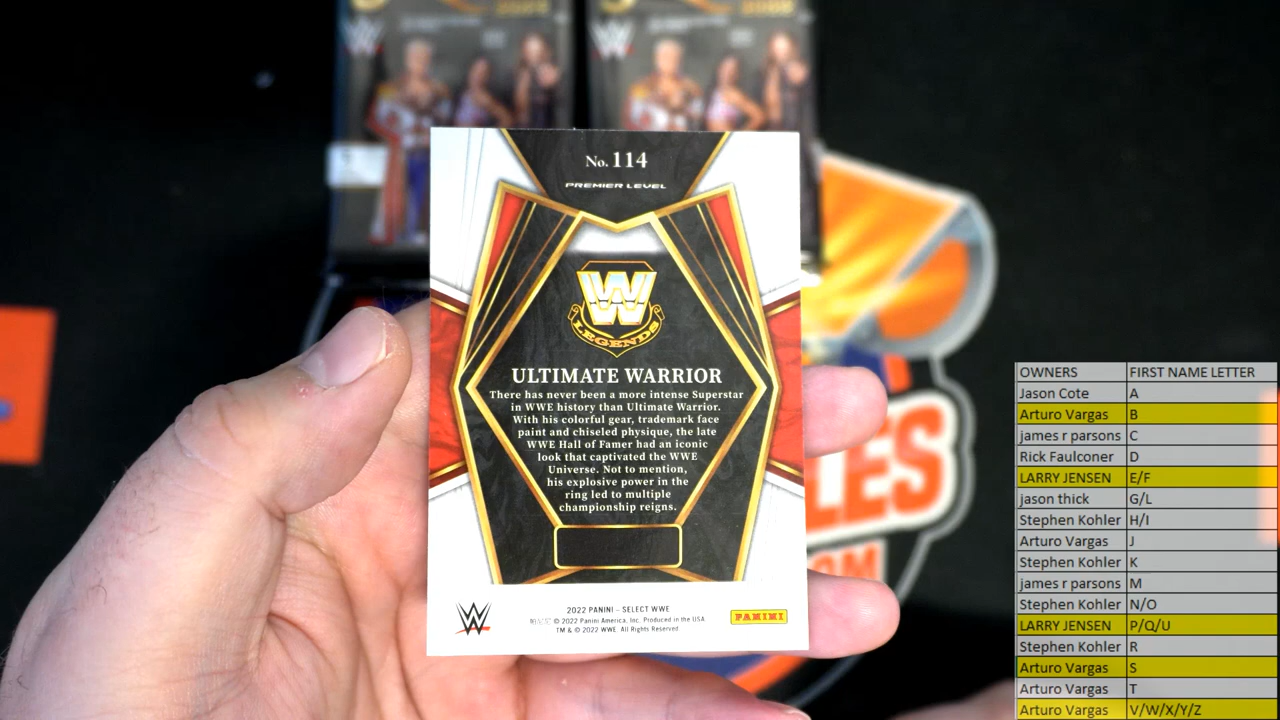 No. 114
PREMIER LEVEL
W
LEGENDS
ULTIMATE WARRIOR
There has never been a more intense Superstar
in WWE history than Ultimate Warrior.
With his colorful gear, trademark face
paint and chiseled physique, the late
WWE Hall of Famer had an iconic
look that captivated the WWE
Universe. Not to mention,
his explosive power in the
ring led to multiple
championship reigns.
2022 PANINI – SELECT WWE
© 2022 Panini America, Inc. Produced in the USA
TM & © 2022 WWE. All Rights Reserved.
W
PANINI
LES
OM
OWNERS FIRST NAME LETTER
Jason Cote A
Arturo Vargas B
james r parsons C
Rick Faulconer D
LARRY JENSEN E/F
jason thick G/L
Stephen Kohler H/I
Arturo Vargas J
Stephen Kohler K
james r parsons M
Stephen Kohler N/O
LARRY JENSEN P/Q/U
Stephen Kohler R
Arturo Vargas S
Arturo Vargas T
Arturo Vargas V/W/X/Y/Z